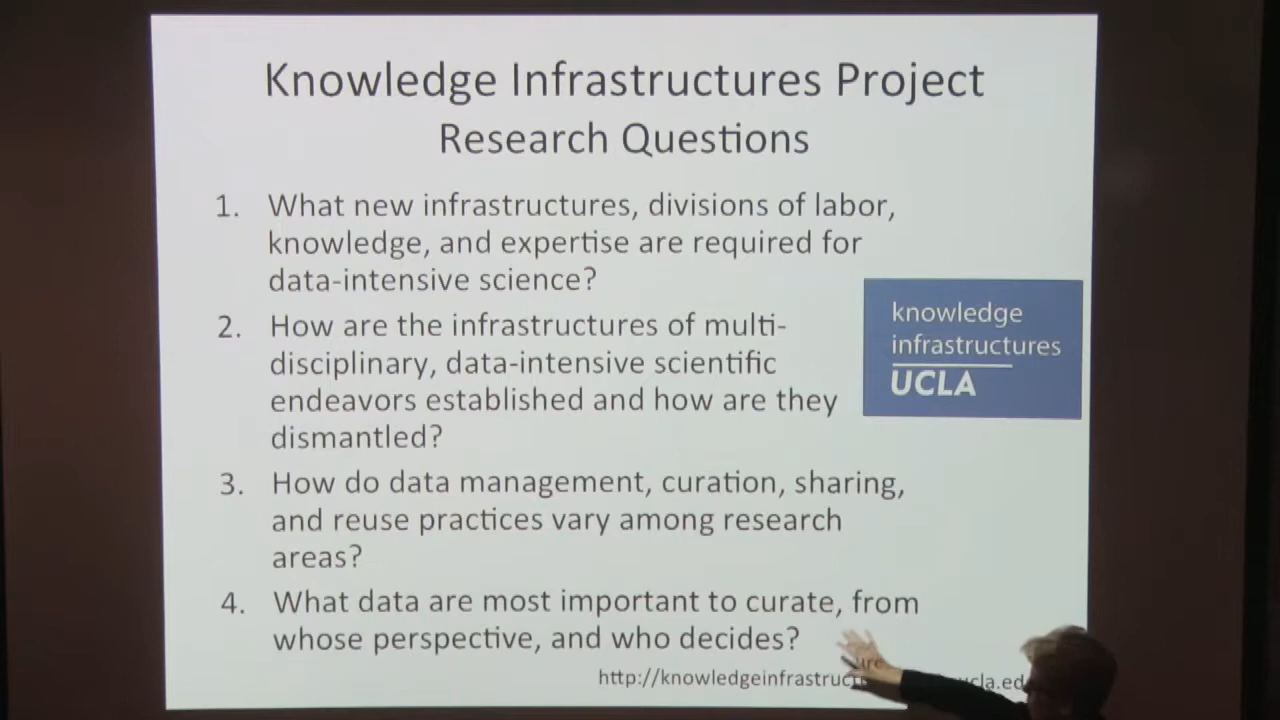 Knowledge Infrastructures Project
Research Questions
1. What new infrastructures, divisions of labor,
knowledge, and expertise are required for
data-intensive science?
2. How are the infrastructures of multi-
disciplinary, data-intensive scientific
endeavors established and how are they
dismantled?
3. How do data management, curation, sharing,
and reuse practices vary among research
areas?
4. What data are most important to curate, from
whose perspective, and who decides?
knowledge
infrastructures
UCLA